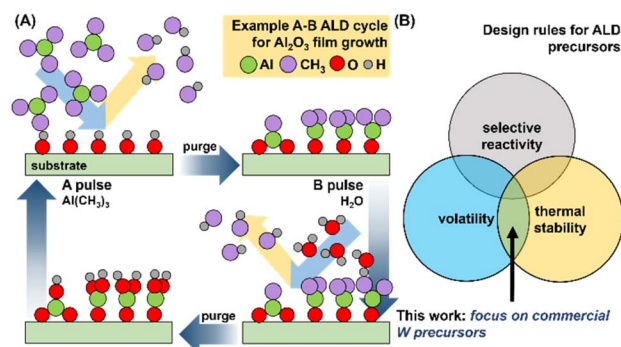 (A)
Example A-B ALD cycle
for Al₂O₃ film growth
Al CH₃ O H
substrate
purge
A pulse
Al(CH₃)₃
B pulse
H₂O
purge
(B)
Design rules for ALD
precursors
selective
reactivity
volatility
thermal
stability
This work: focus on commercial
W precursors